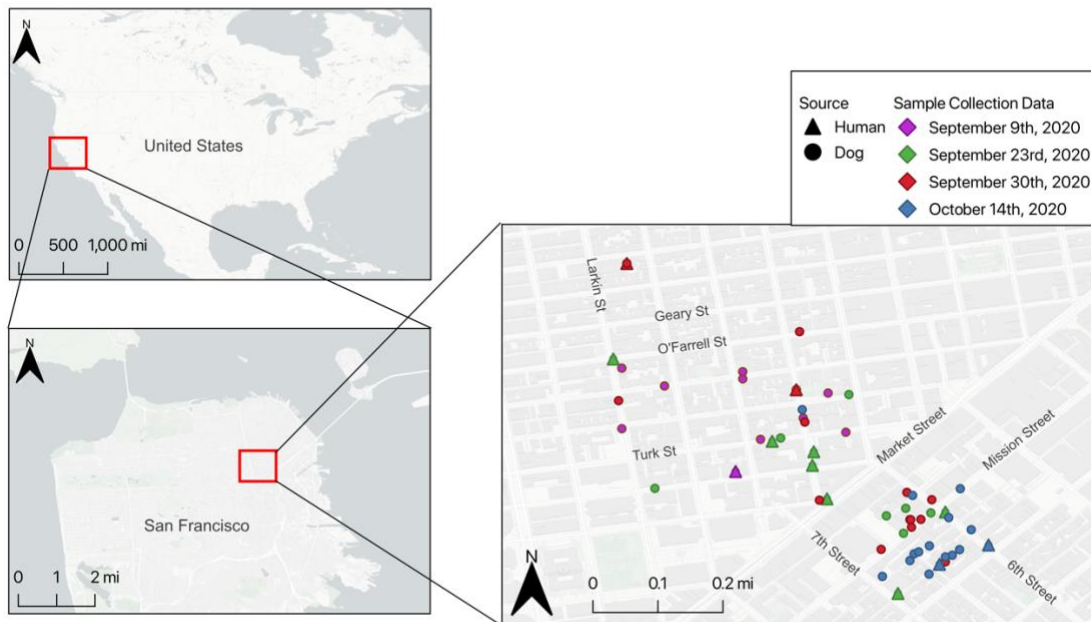 N
United States
0 500 1,000 mi
N
San Francisco
0 1 2 mi
Source
Human
Dog
Sample Collection Data
September 9th, 2020
September 23rd, 2020
September 30th, 2020
October 14th, 2020
Larkin St
Geary St
O'Farrell St
Turk St
Market Street
Mission Street
7th Street
6th Street
N
0 0.1 0.2 mi